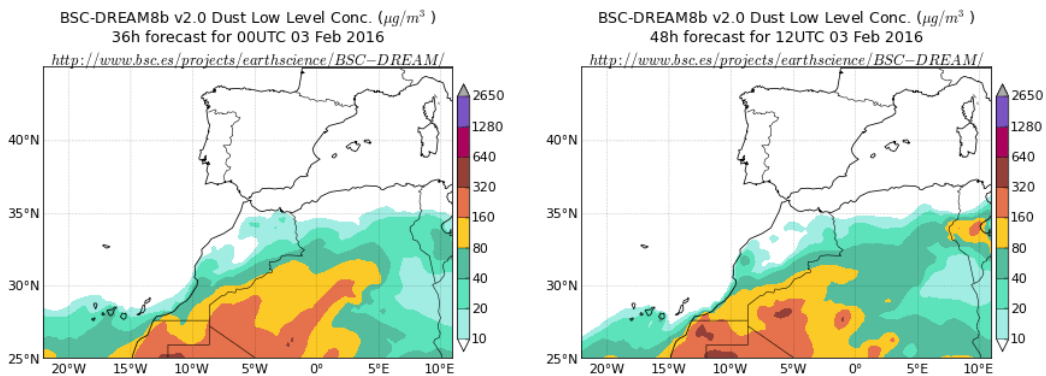 BSC-DREAM8b v2.0 Dust Low Level Conc. (μg/m³ )
36h forecast for 00UTC 03 Feb 2016
http://www.bsc.es/projects/earthscience/BSC−DREAM/
40°N
35°N
30°N
25°N
20°W
15°W
10°W
5°W
0°
5°E
10°E
2650
1280
640
320
160
80
40
20
10
BSC-DREAM8b v2.0 Dust Low Level Conc. (μg/m³ )
48h forecast for 12UTC 03 Feb 2016
http://www.bsc.es/projects/earthscience/BSC−DREAM/
40°N
35°N
30°N
25°N
20°W
15°W
10°W
5°W
0°
5°E
10°E
2650
1280
640
320
160
80
40
20
10